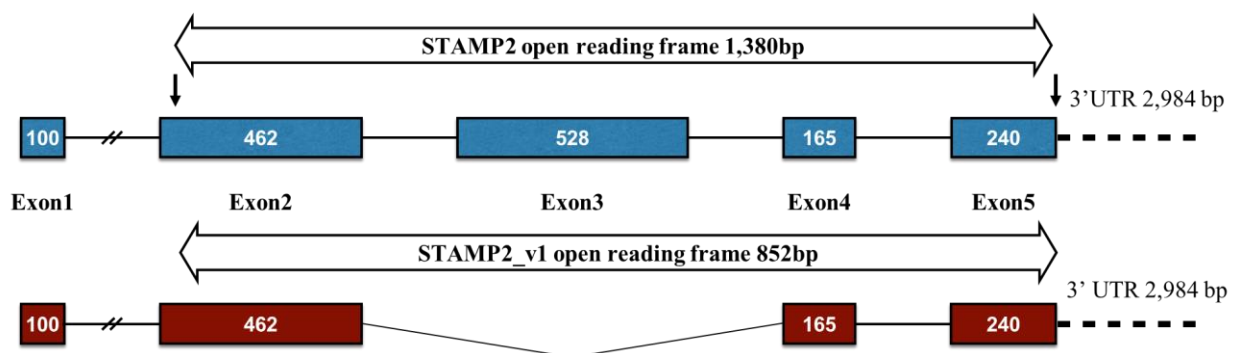 STAMP2 open reading frame 1,380bp
3'UTR 2,984 bp
100 462 528 165 240
Exon1 Exon2 Exon3 Exon4 Exon5
STAMP2_v1 open reading frame 852bp
3' UTR 2,984 bp
100 462 165 240